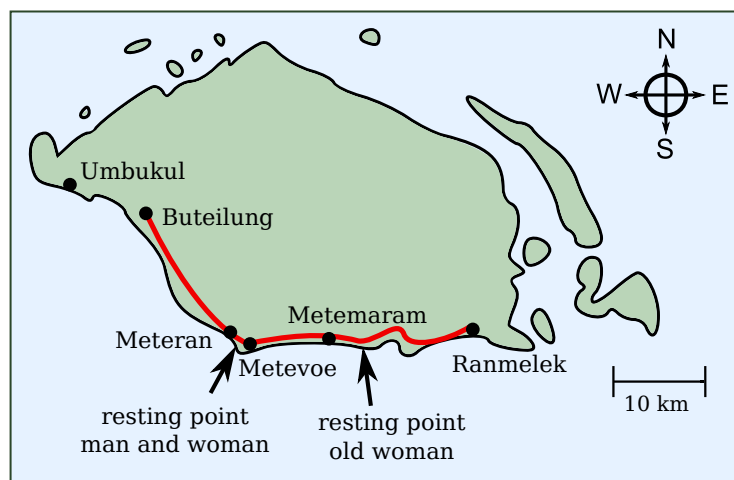 N
W E
S
Umbukul
Buteilung
Metemaram
Meteran
Metevoe
Ranmelek
10 km
resting point
man and woman
resting point
old woman